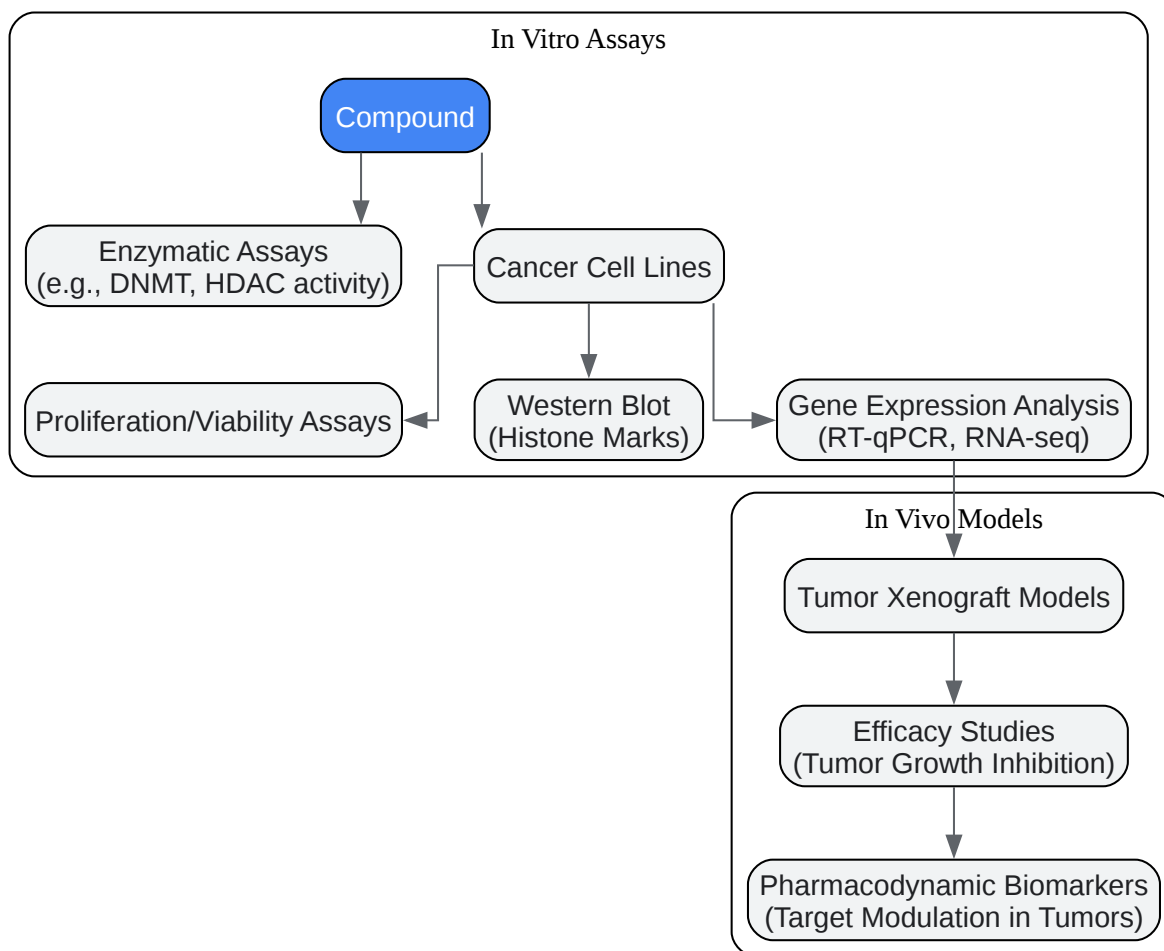 In Vitro Assays
Compound
Enzymatic Assays
(e.g., DNMT, HDAC activity)
Cancer Cell Lines
Proliferation/Viability Assays
Western Blot
(Histone Marks)
Gene Expression Analysis
(RT-qPCR, RNA-seq)
In Vivo Models
Tumor Xenograft Models
Efficacy Studies
(Tumor Growth Inhibition)
Pharmacodynamic Biomarkers
(Target Modulation in Tumors)